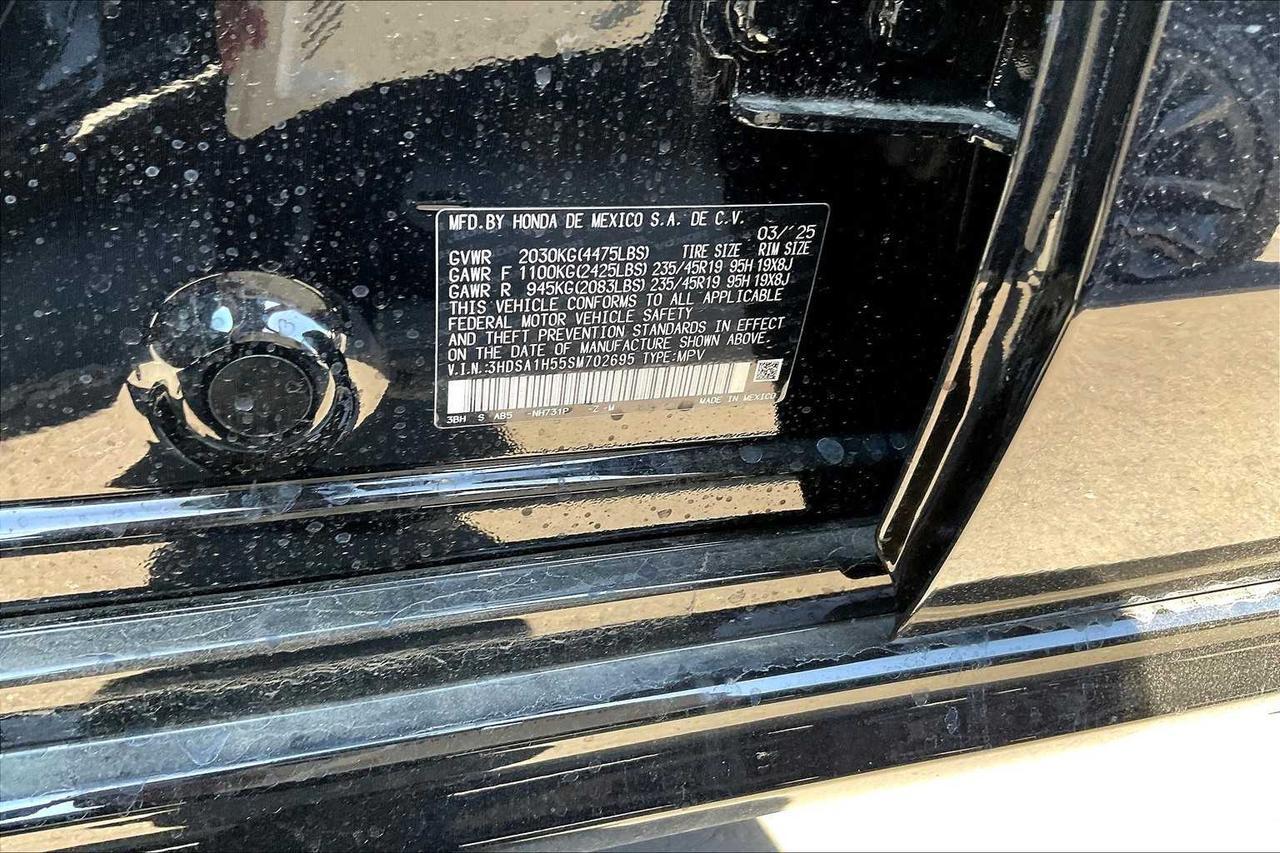 MFD.BY HONDA DE MEXICO S.A. DE C.V.
03/´25
GVWR 2030KG(4475LBS) TIRE SIZE RIM SIZE
GAWR F 1100KG(2425LBS) 235/45R19 95H 19X8J
GAWR R 945KG(2083LBS) 235/45R19 95H 19X8J
THIS VEHICLE CONFORMS TO ALL APPLICABLE
FEDERAL MOTOR VEHICLE SAFETY
AND THEFT PREVENTION STANDARDS IN EFFECT
ON THE DATE OF MANUFACTURE SHOWN ABOVE.
V.I.N.:3HDSA1H55SM702695 TYPE:MPV
3BH S AB5 -NH731P -Z -M MADE IN MEXICO